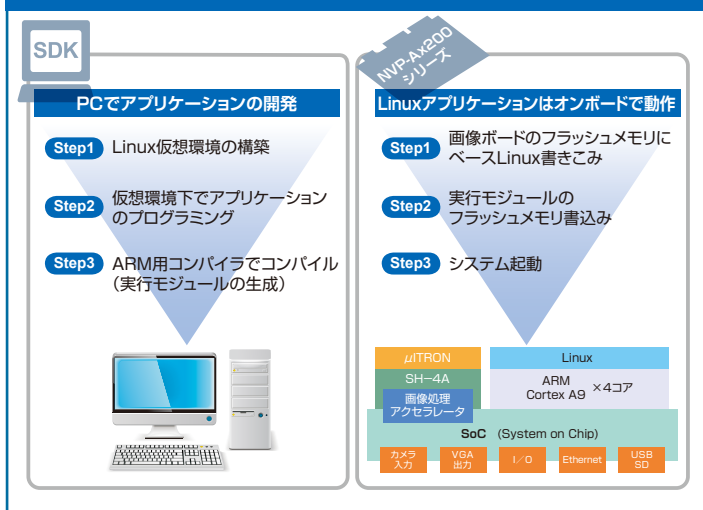 SDK
PCでアプリケーションの開発
Step1 Linux仮想環境の構築
Step2 仮想環境下でアプリケーション
のプログラミング
Step3 ARM用コンパイラでコンパイル
（実行モジュールの生成）
NVP-Ax200
シリーズ
Linuxアプリケーションはオンボードで動作
Step1 画像ボードのフラッシュメモリに
ベースLinux書きこみ
Step2 実行モジュールの
フラッシュメモリ書込み
Step3 システム起動
μITRON
SH-4A
画像処理
アクセラレータ
Linux
ARM
Cortex A9 ×4コア
SoC (System on Chip)
カメラ
入力
VGA
出力
I/O
Ethernet
USB
SD